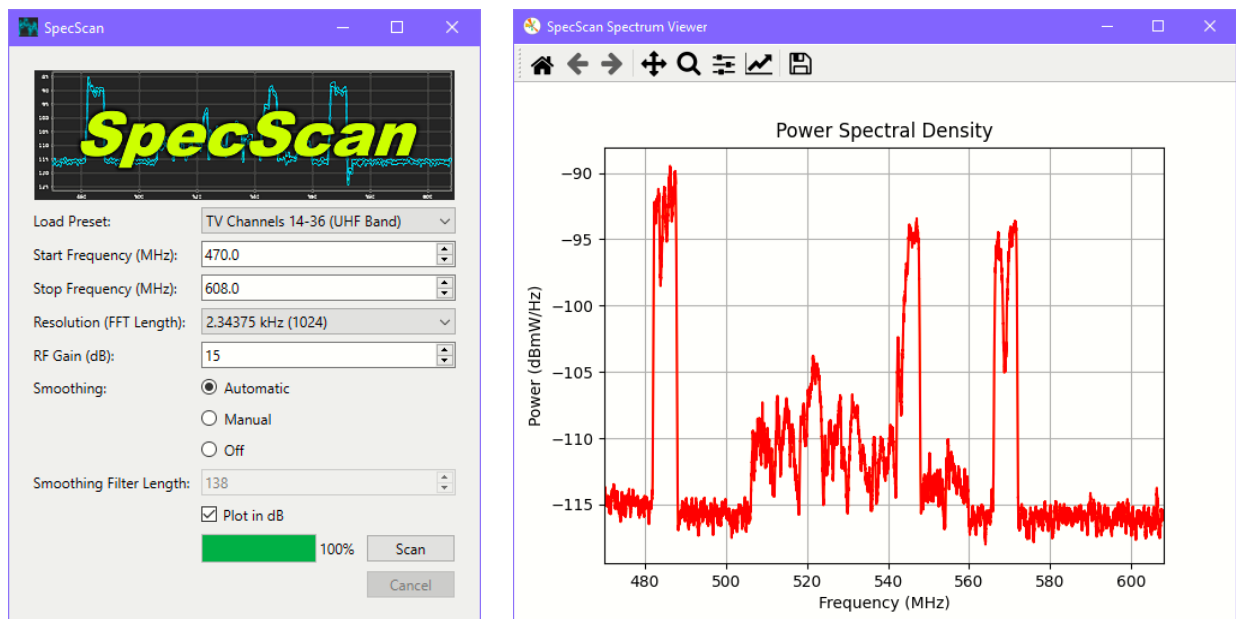 SpecScan
SpecScan
Load Preset: TV Channels 14-36 (UHF Band)
Start Frequency (MHz): 470.0
Stop Frequency (MHz): 608.0
Resolution (FFT Length): 2.34375 kHz (1024)
RF Gain (dB): 15
Smoothing: Automatic
Manual
Off
Smoothing Filter Length: 138
Plot in dB
100% Scan
Cancel
SpecScan Spectrum Viewer
Power Spectral Density
Power (dBmW/Hz)
−90
−95
−100
−105
−110
−115
480 500 520 540 560 580 600
Frequency (MHz)